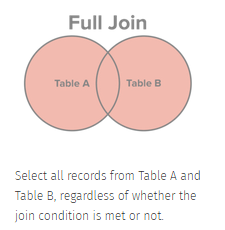 Full Join
Table A
Table B
Select all records from Table A and
Table B, regardless of whether the
join condition is met or not.